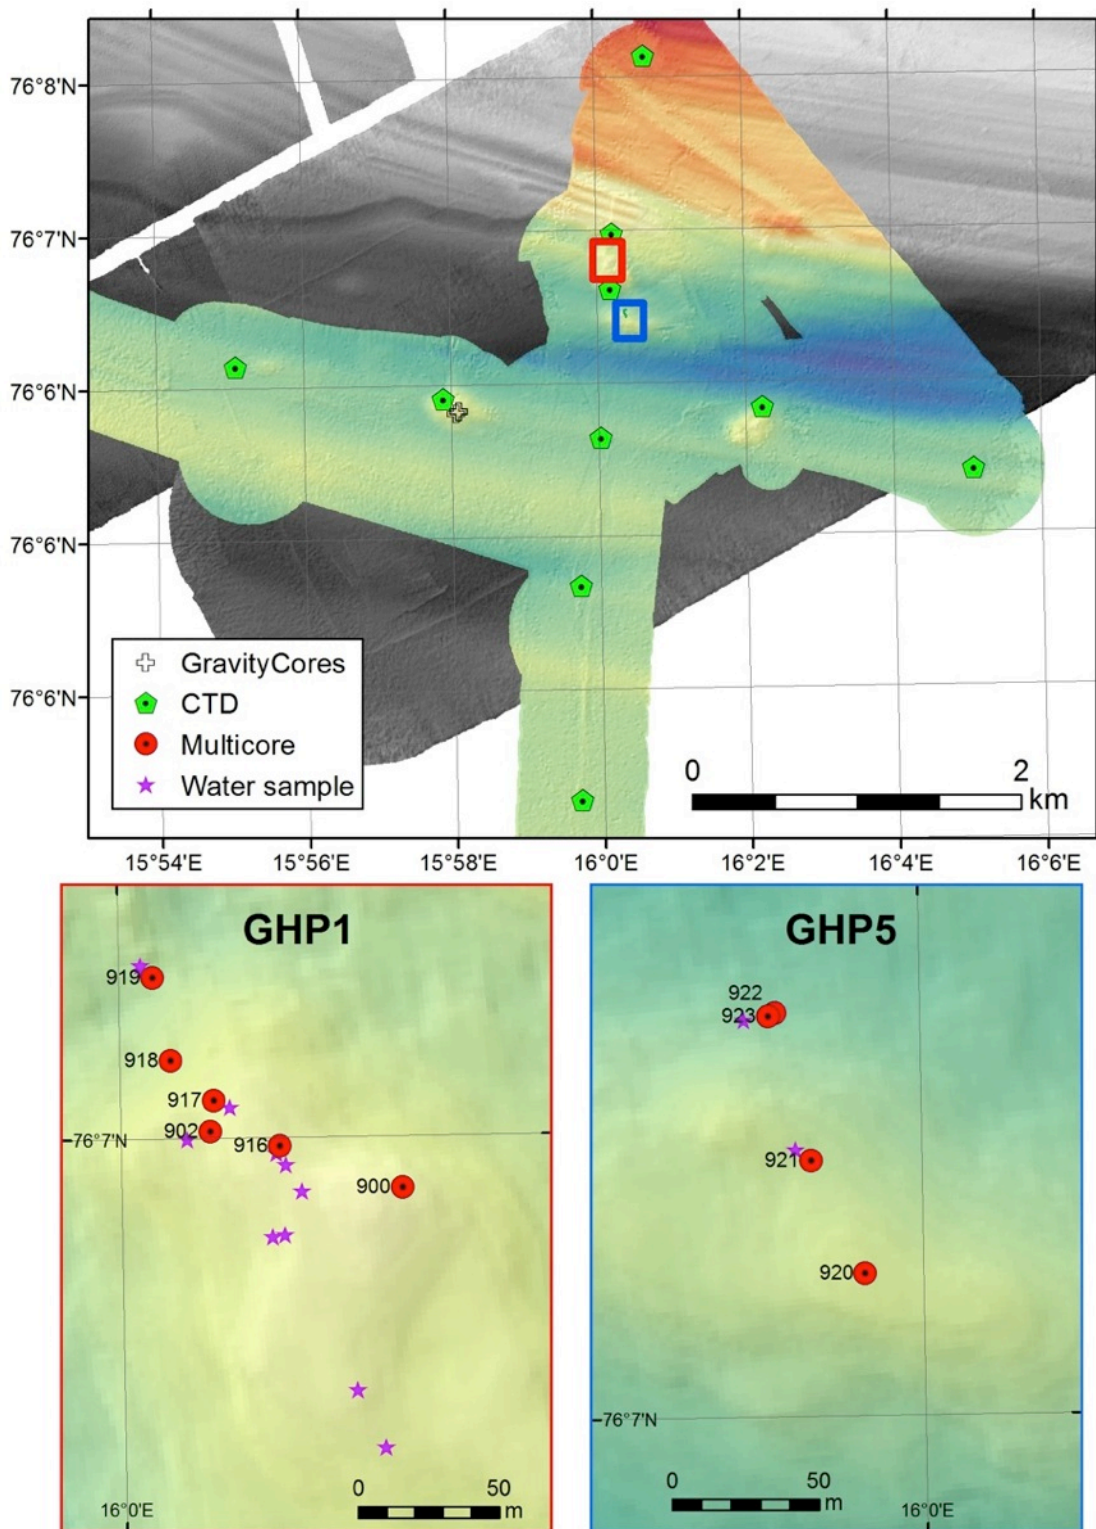 76°8'N
76°7'N
76°6'N
76°6'N
76°6'N
GravityCores
CTD
Multicore
Water sample
0 2
km
15°54'E 15°56'E 15°58'E 16°0'E 16°2'E 16°4'E 16°6'E
GHP1
919
918
917
902
76°7'N
916
900
0 50
m
16°0'E
GHP5
922
923
921
920
76°7'N
0 50
m
16°0'E